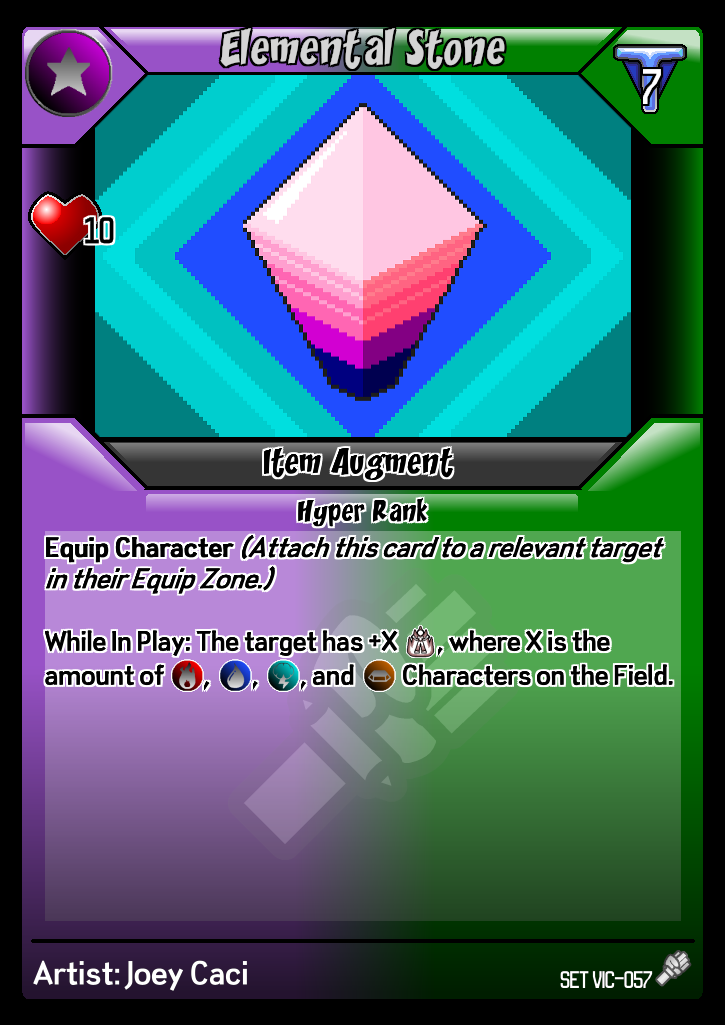 Elemental Stone
7
10
Item Augment
Hyper Rank
Equip Character (Attach this card to a relevant target
in their Equip Zone.)
While In Play: The target has +X , where X is the
amount of , , , and Characters on the Field.
Artist: Joey Caci
SET VIC-057